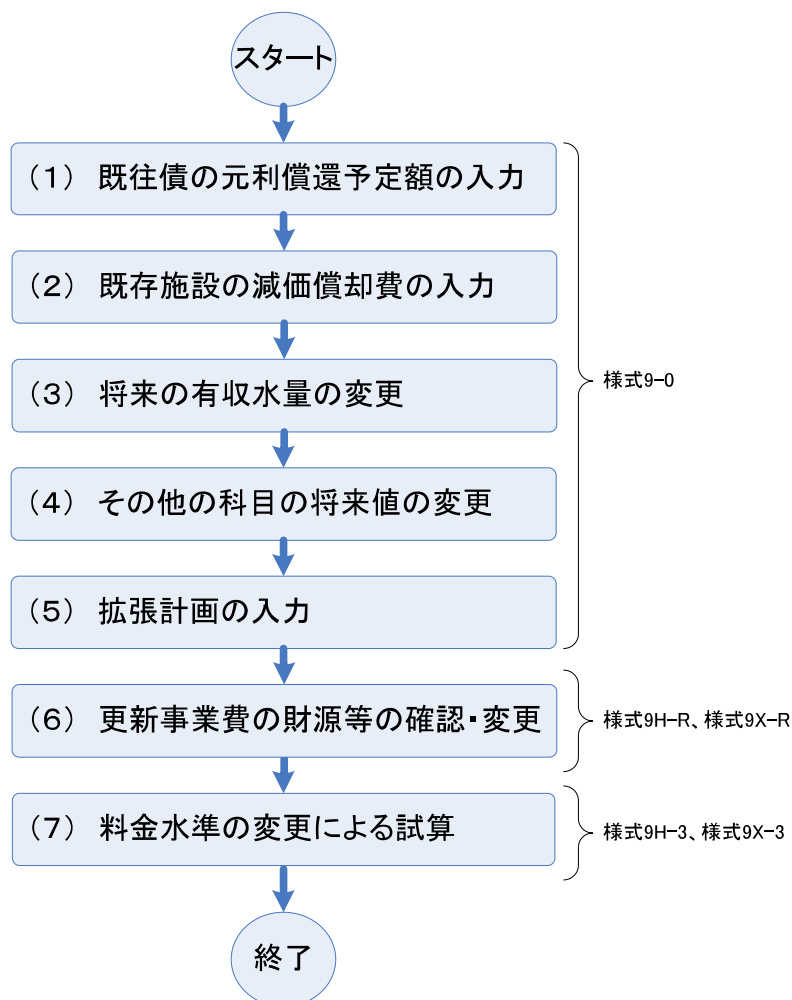 スタート
（１） 既往債の元利償還予定額の入力
（２） 既存施設の減価償却費の入力
（３） 将来の有収水量の変更
様式9-0
（４） その他の科目の将来値の変更
（５） 拡張計画の入力
（６） 更新事業費の財源等の確認・変更
様式9H-R、様式9X-R
（７） 料金水準の変更による試算
様式9H-3、様式9X-3
終了